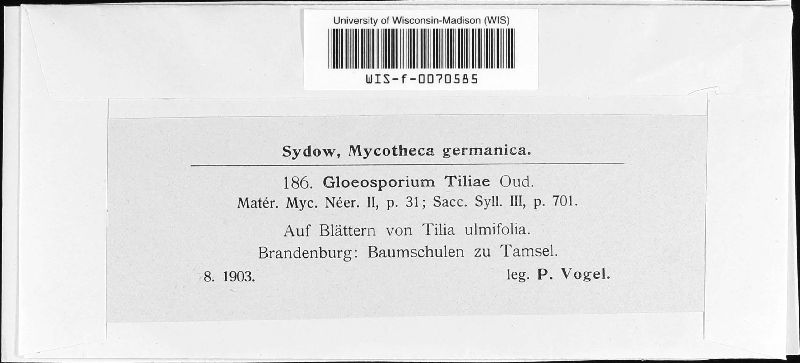 University of Wisconsin-Madison (WIS)
WIS-f-0070585
Sydow, Mycotheca germanica.
186. Gloeosporium Tiliae Oud.
Matér. Myc. Néer. II, p. 31; Sacc. Syll. III, p. 701.
Auf Blättern von Tilia ulmifolia.
Brandenburg: Baumschulen zu Tamsel.
8. 1903. leg. P. Vogel.